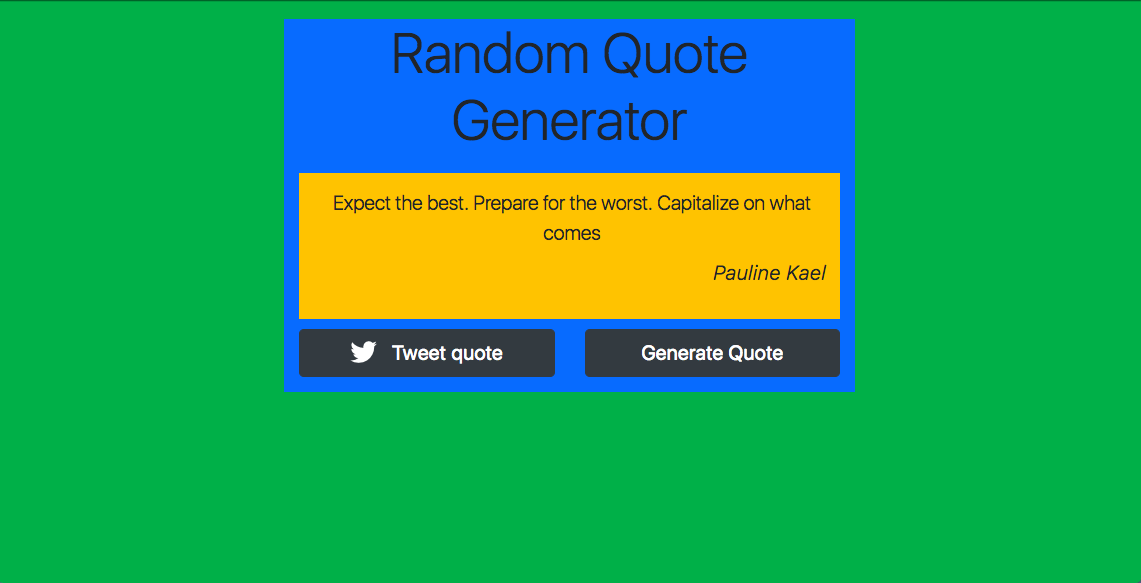 Random Quote
Generator
Expect the best. Prepare for the worst. Capitalize on what
comes
Pauline Kael
Tweet quote
Generate Quote